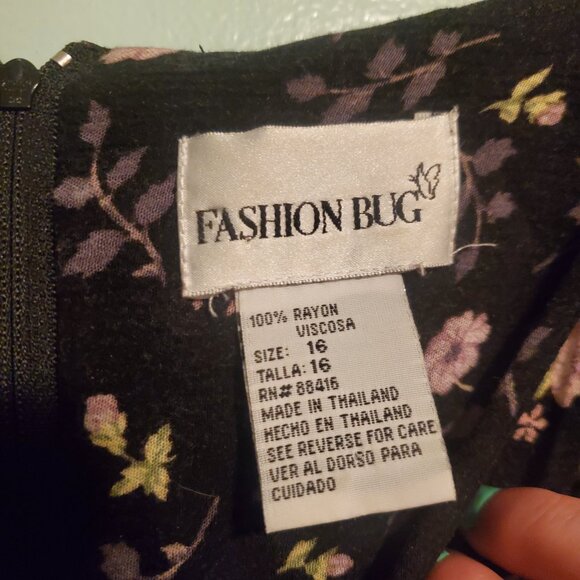 FASHION BUG
100% RAYON
VISCOSA
SIZE: 16
TALLA: 16
RN# 88416
MADE IN THAILAND
HECHO EN THAILAND
SEE REVERSE FOR CARE
VER AL DORSO PARA
CUIDADO